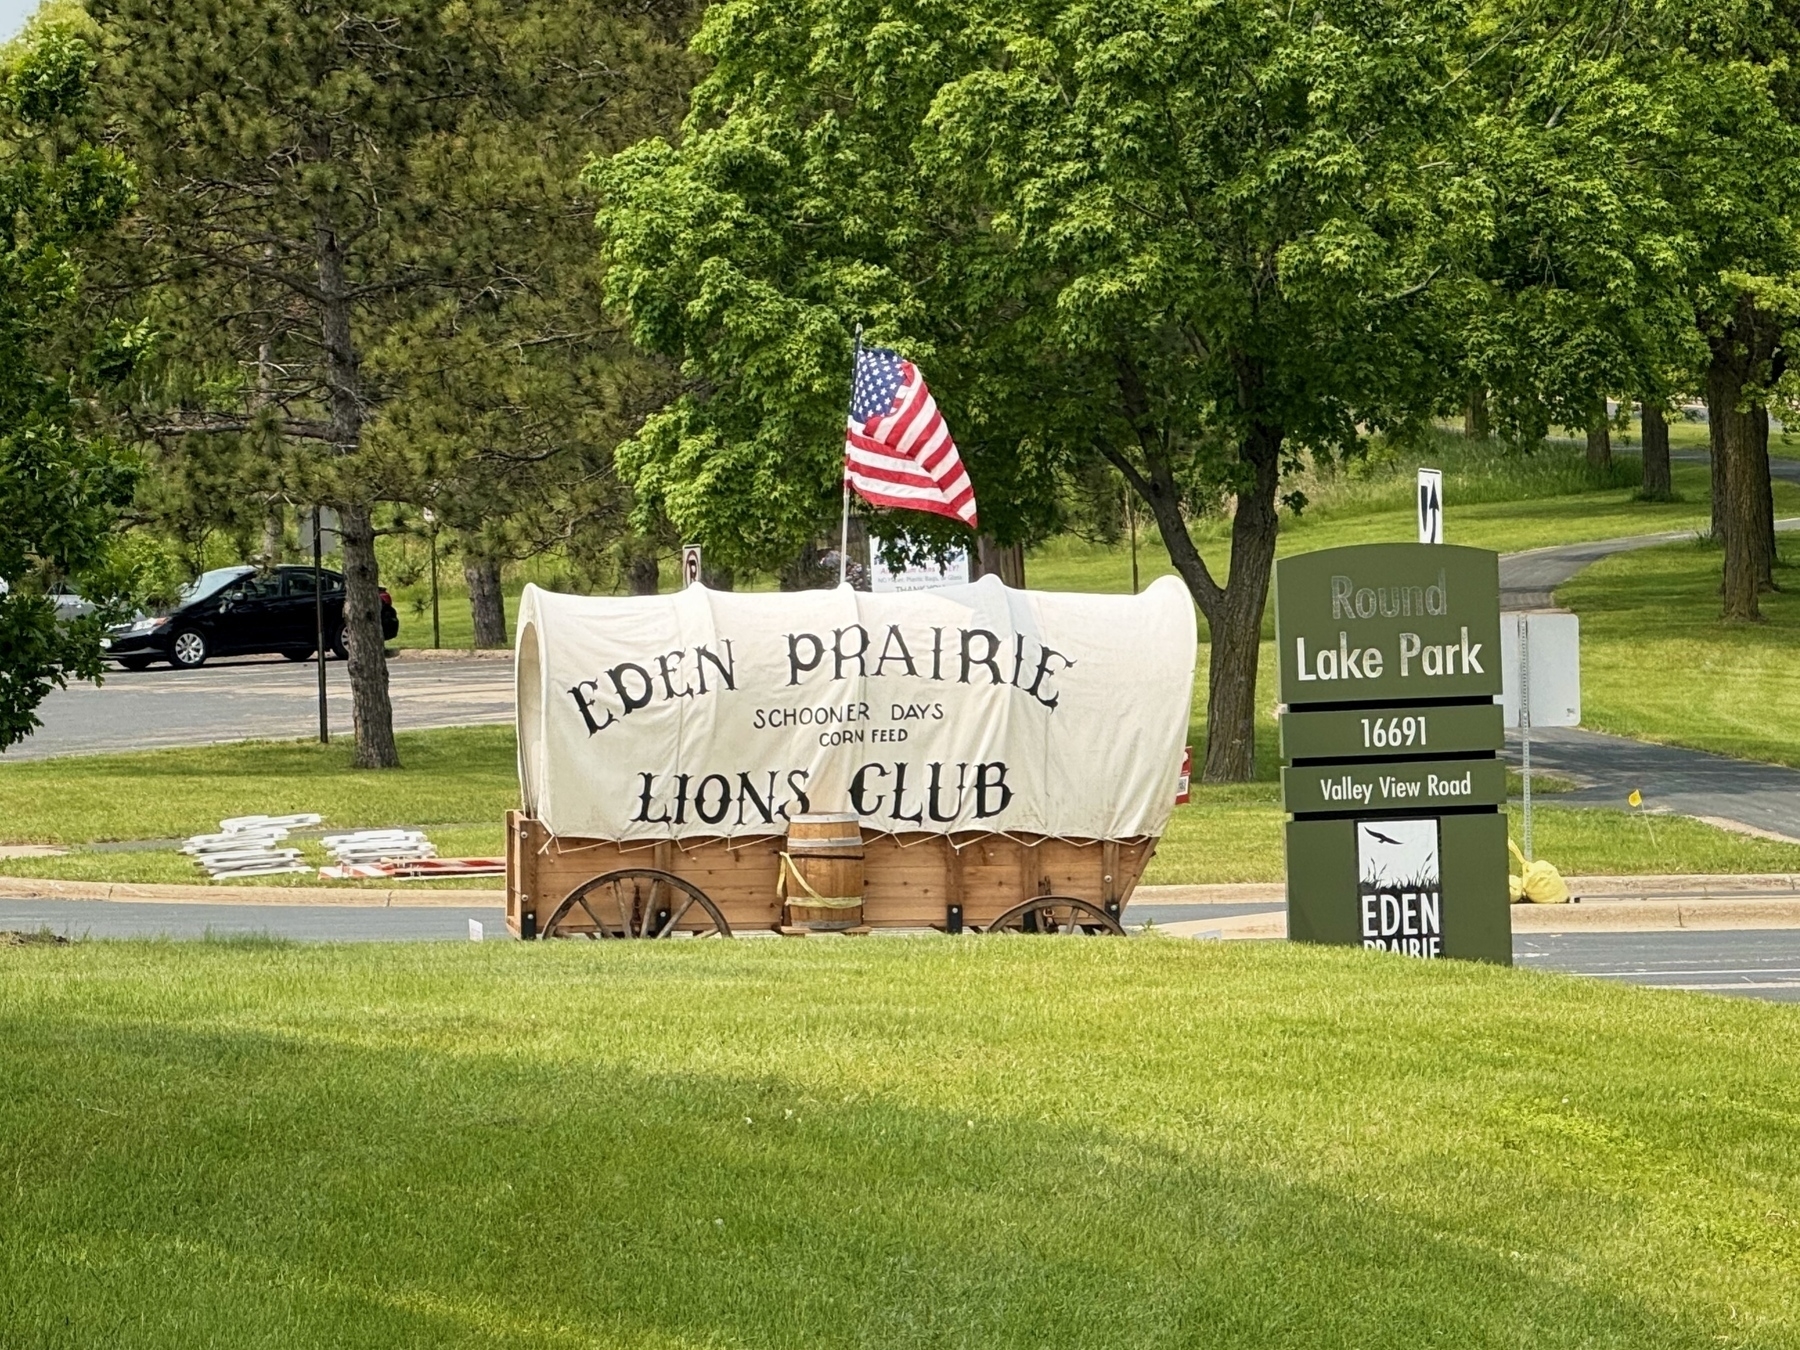 EDEN PRAIRIE
SCHOONER DAYS
CORN FEED
LIONS CLUB
Round
Lake Park
16691
Valley View Road
EDEN
PRAIRIE